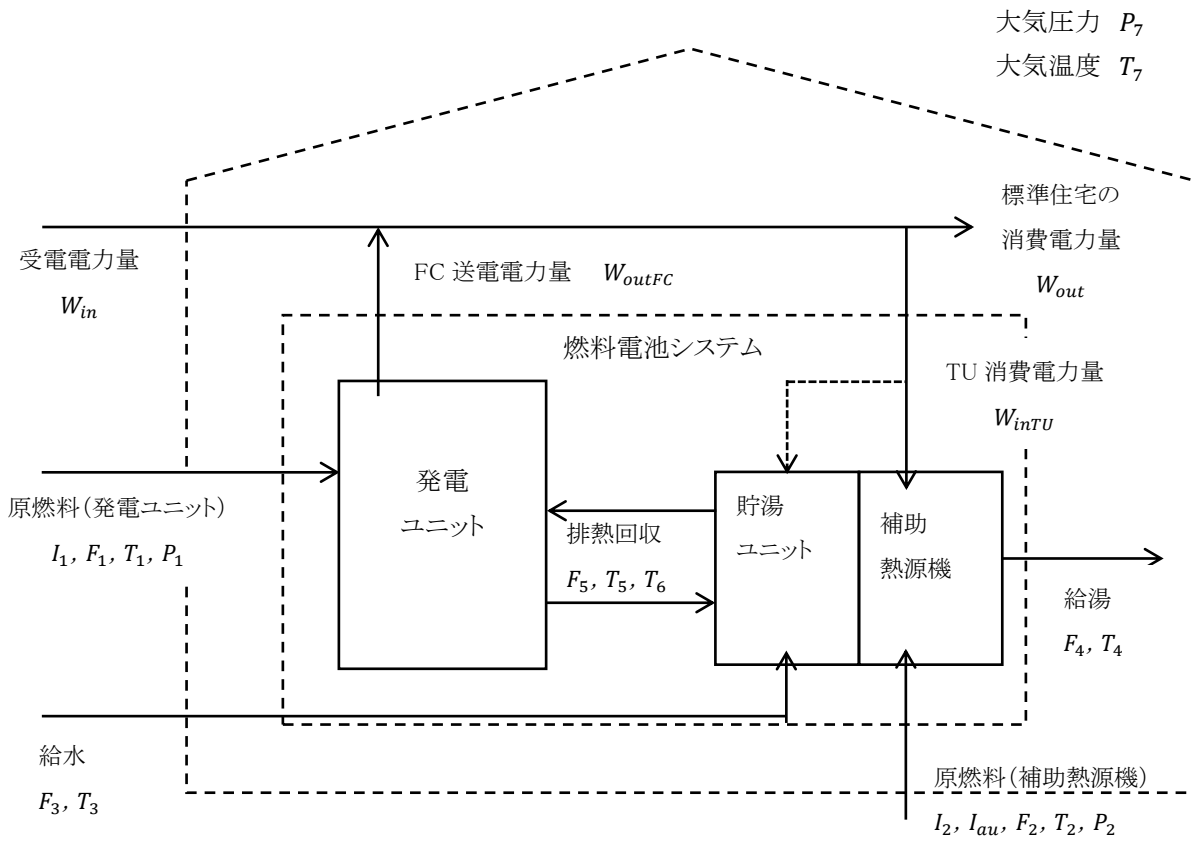 大気圧力 P₇
大気温度 T₇
標準住宅の
消費電力量
W_out
受電電力量
W_in
FC 送電電力量 W_outFC
燃料電池システム
TU 消費電力量
W_inTU
発電
ユニット
原燃料(発電ユニット)
I₁, F₁, T₁, P₁
排熱回収
F₅, T₅, T₆
貯湯
ユニット
補助
熱源機
給湯
F₄, T₄
給水
F₃, T₃
原燃料(補助熱源機)
I₂, I_au, F₂, T₂, P₂